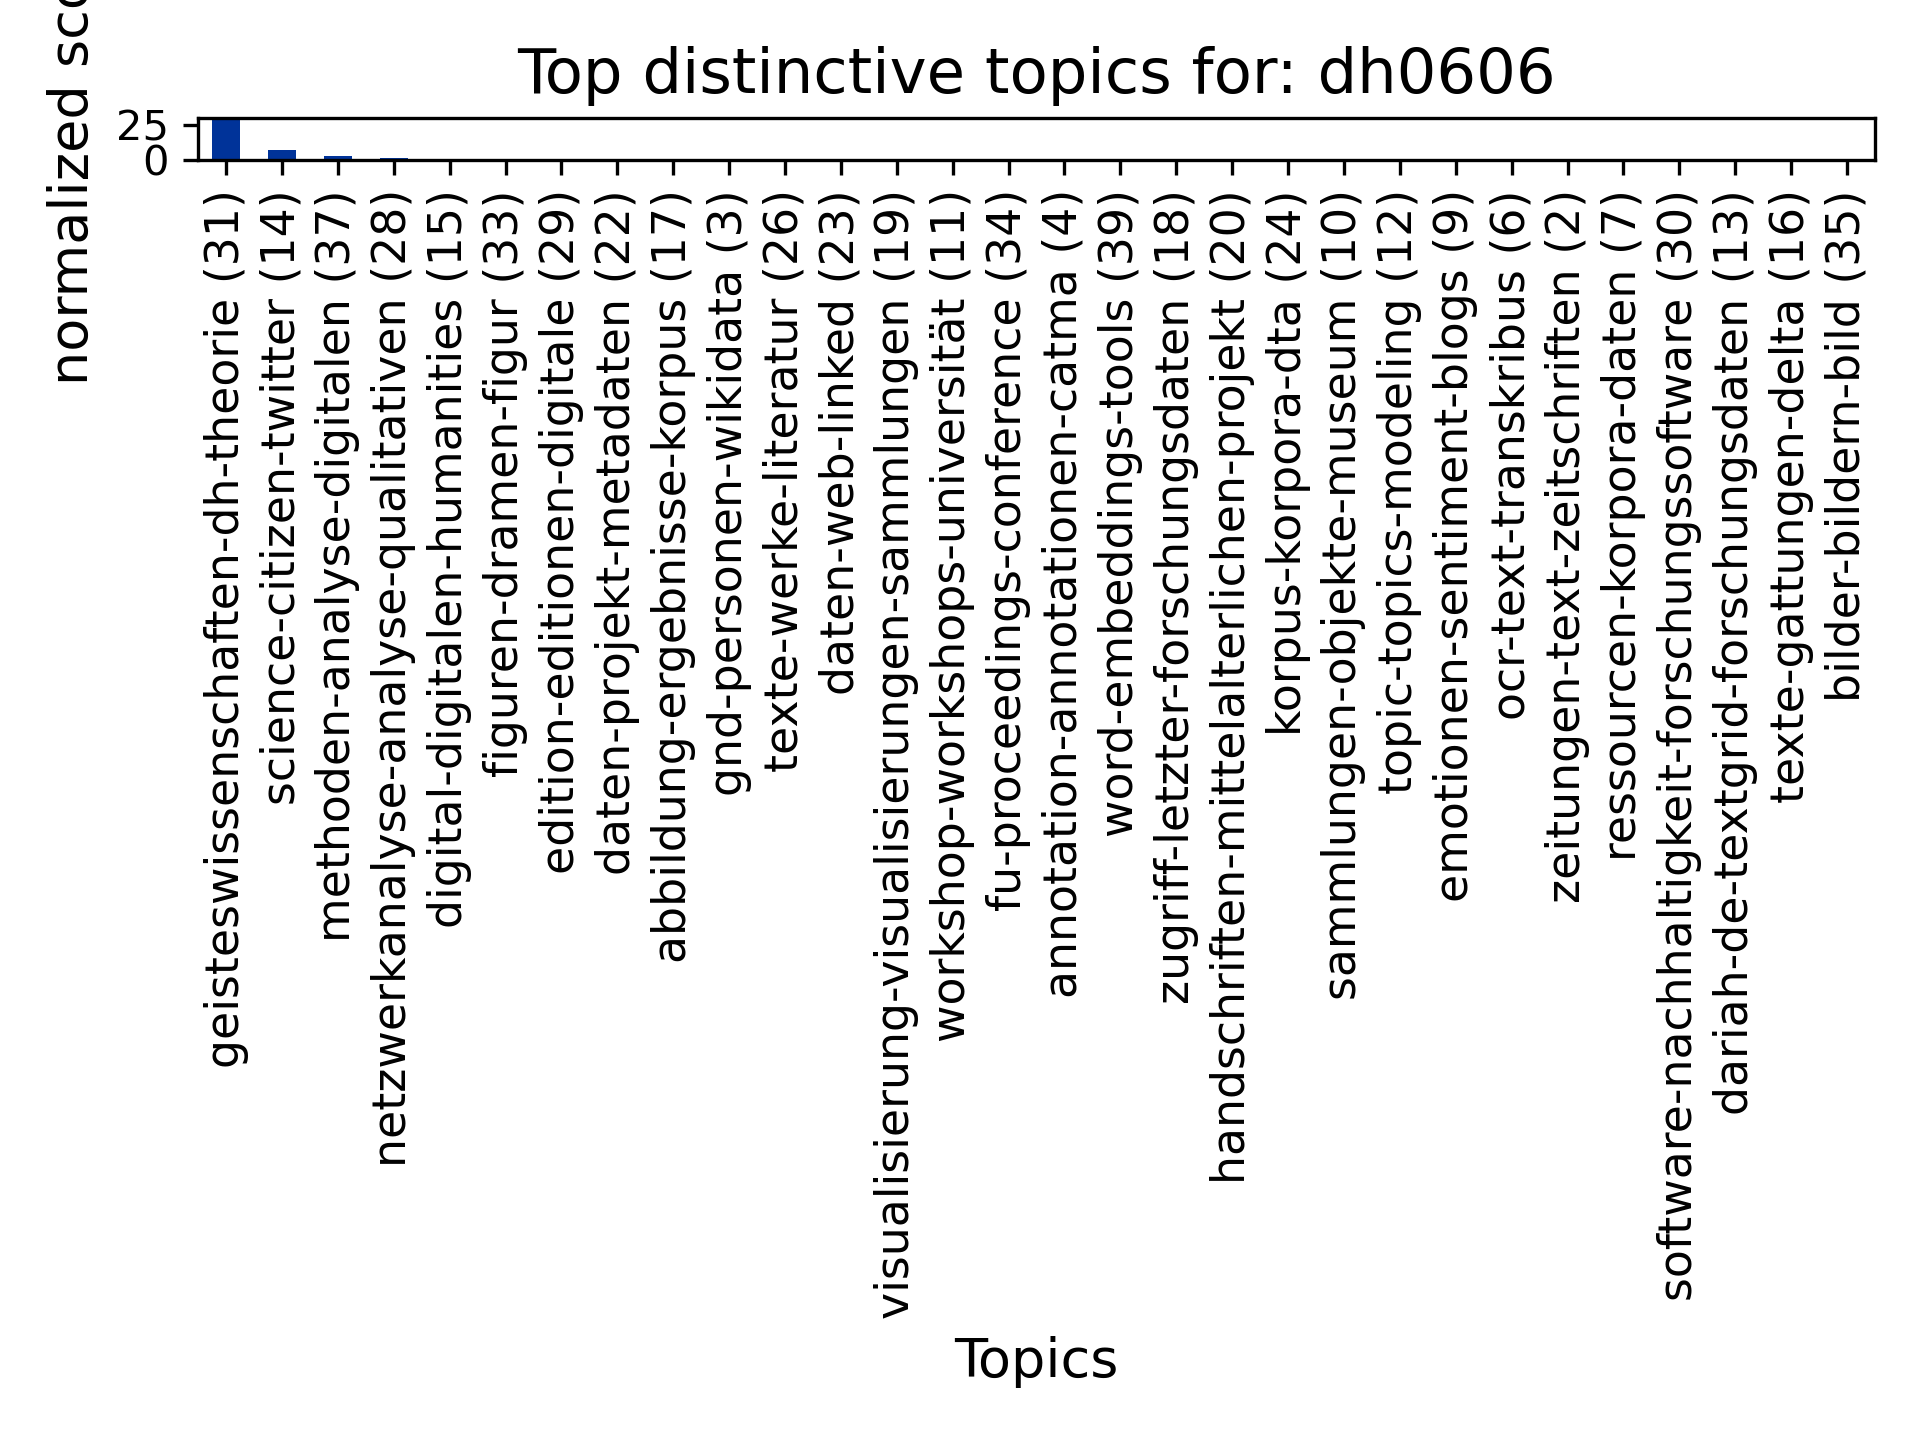 Top distinctive topics for: dh0606
normalized
25
0
geisteswissenschaften-dh-theorie (31)
science-citizen-twitter (14)
methoden-analyse-digitalen (37)
netzwerkanalyse-analyse-qualitativen (28)
digital-digitalen-humanities (15)
figuren-dramen-figur (33)
edition-editionen-digitale (29)
daten-projekt-metadaten (22)
abbildung-ergebnisse-korpus (17)
gnd-personen-wikidata (3)
texte-werke-literatur (26)
daten-web-linked (23)
visualisierung-visualisierungen-sammlungen (19)
workshop-workshops-universität (11)
fu-proceedings-conference (34)
annotation-annotationen-catma (4)
word-embeddings-tools (39)
zugriff-letzter-forschungsdaten (18)
handschriften-mittelalterlichen-projekt (20)
korpus-korpora-dta (24)
sammlungen-objekte-museum (10)
topic-topics-modeling (12)
emotionen-sentiment-blogs (9)
ocr-text-transkribus (6)
zeitungen-text-zeitschriften (2)
ressourcen-korpora-daten (7)
software-nachhaltigkeit-forschungssoftware (30)
dariah-de-textgrid-forschungsdaten (13)
texte-gattungen-delta (16)
bilder-bildern-bild (35)
Topics